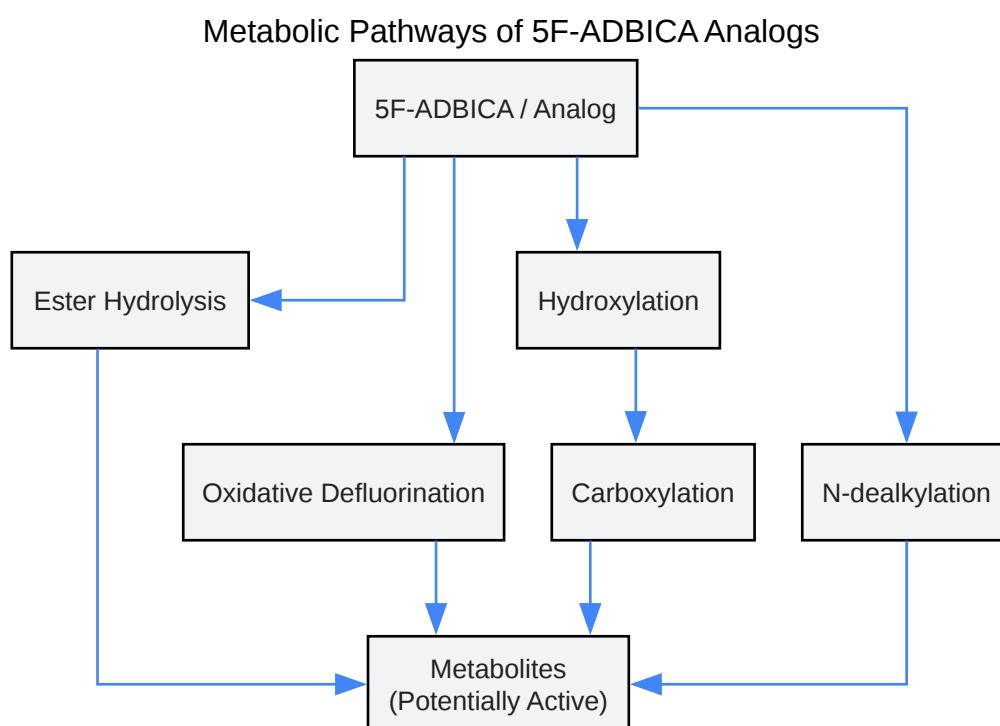 Metabolic Pathways of 5F-ADBICA Analogs
5F-ADBICA / Analog
Ester Hydrolysis
Hydroxylation
Oxidative Defluorination
Carboxylation
N-dealkylation
Metabolites
(Potentially Active)